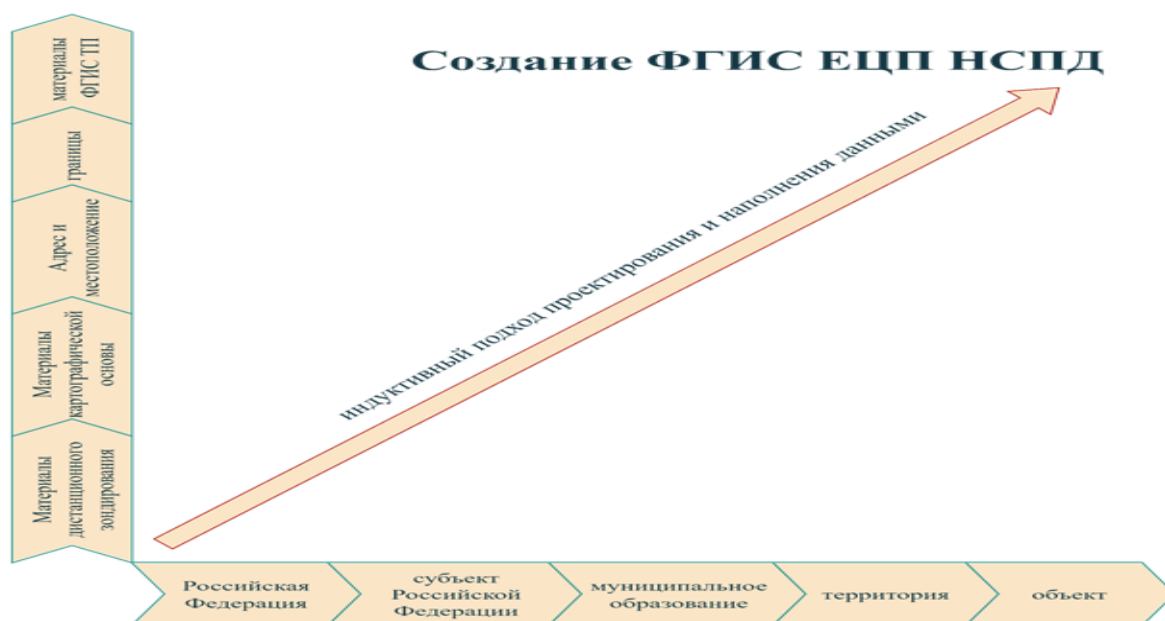 Создание ФГИС ЕЦП НСПД
материалы
ФГИС ТП
границы
Адрес и
местоположение
Материалы
картографической
основы
Материалы
дистанционного
зондирования
индуктивный подход проектирования и наполнения данными
Российская
Федерация
субъект
Российской
Федерации
муниципальное
образование
территория
объект